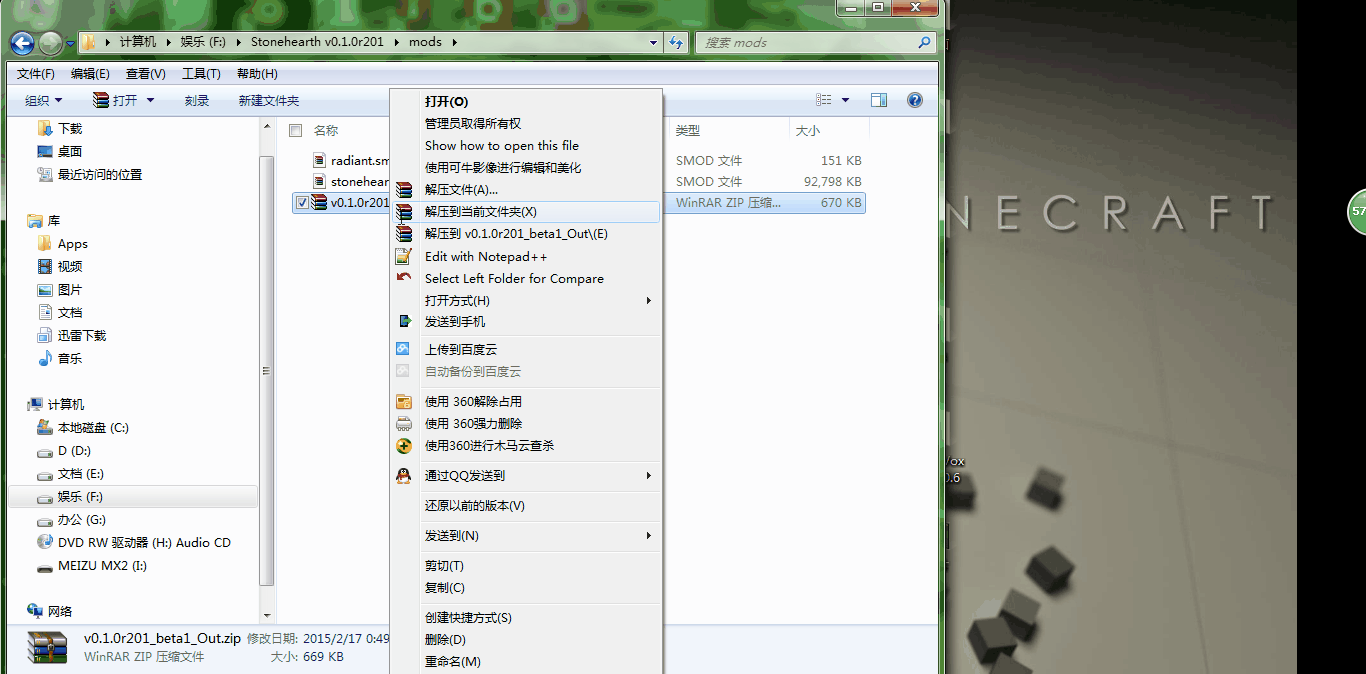 计算机 娱乐 (F:) Stonehearth v0.1.0r201 mods
搜索 mods
文件(F) 编辑(E) 查看(V) 工具(T) 帮助(H)
组织 打开 刻录 新建文件夹
下载
桌面
最近访问的位置
库
Apps
视频
图片
文档
迅雷下载
音乐
计算机
本地磁盘 (C:)
D (D:)
文档 (E:)
娱乐 (F:)
办公 (G:)
DVD RW 驱动器 (H:) Audio CD
MEIZU MX2 (I:)
网络
名称 类型 大小
radiant.sm SMOD 文件 151 KB
stonehear SMOD 文件 92,798 KB
v0.1.0r201 WinRAR ZIP 压缩... 670 KB
打开(O)
管理员取得所有权
Show how to open this file
使用可牛影像进行编辑和美化
解压文件(A)...
解压到当前文件夹(X)
解压到 v0.1.0r201_beta1_Out\(E)
Edit with Notepad++
Select Left Folder for Compare
打开方式(H)
发送到手机
上传到百度云
自动备份到百度云
使用 360解除占用
使用 360强力删除
使用360进行木马云查杀
通过QQ发送到
还原以前的版本(V)
发送到(N)
剪切(T)
复制(C)
创建快捷方式(S)
删除(D)
重命名(M)
v0.1.0r201_beta1_Out.zip 修改日期: 2015/2/17 0:49
WinRAR ZIP 压缩文件 大小: 669 KB
NECRAFT
57
/ox
0.6